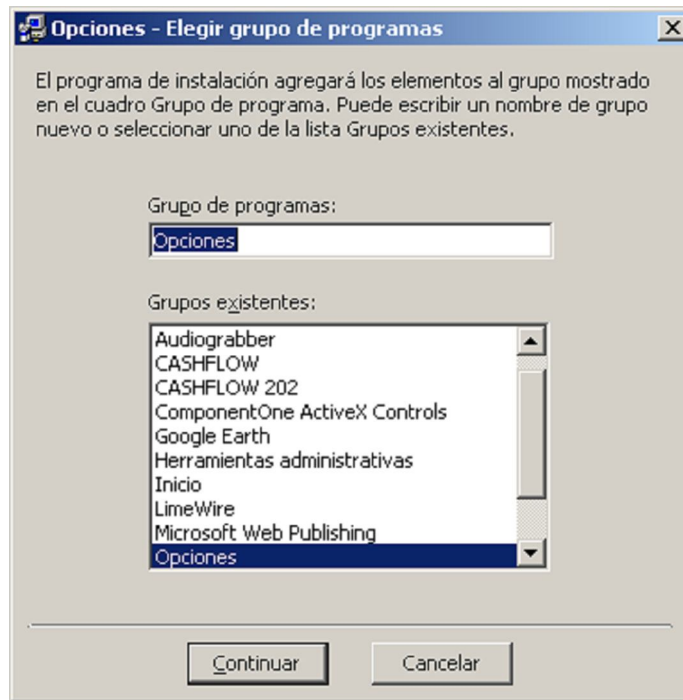 Opciones - Elegir grupo de programas
El programa de instalación agregará los elementos al grupo mostrado
en el cuadro Grupo de programa. Puede escribir un nombre de grupo
nuevo o seleccionar uno de la lista Grupos existentes.
Grupo de programas:
Opciones
Grupos existentes:
Audiograbber
CASHFLOW
CASHFLOW 202
ComponentOne ActiveX Controls
Google Earth
Herramientas administrativas
Inicio
LimeWire
Microsoft Web Publishing
Opciones
Continuar
Cancelar